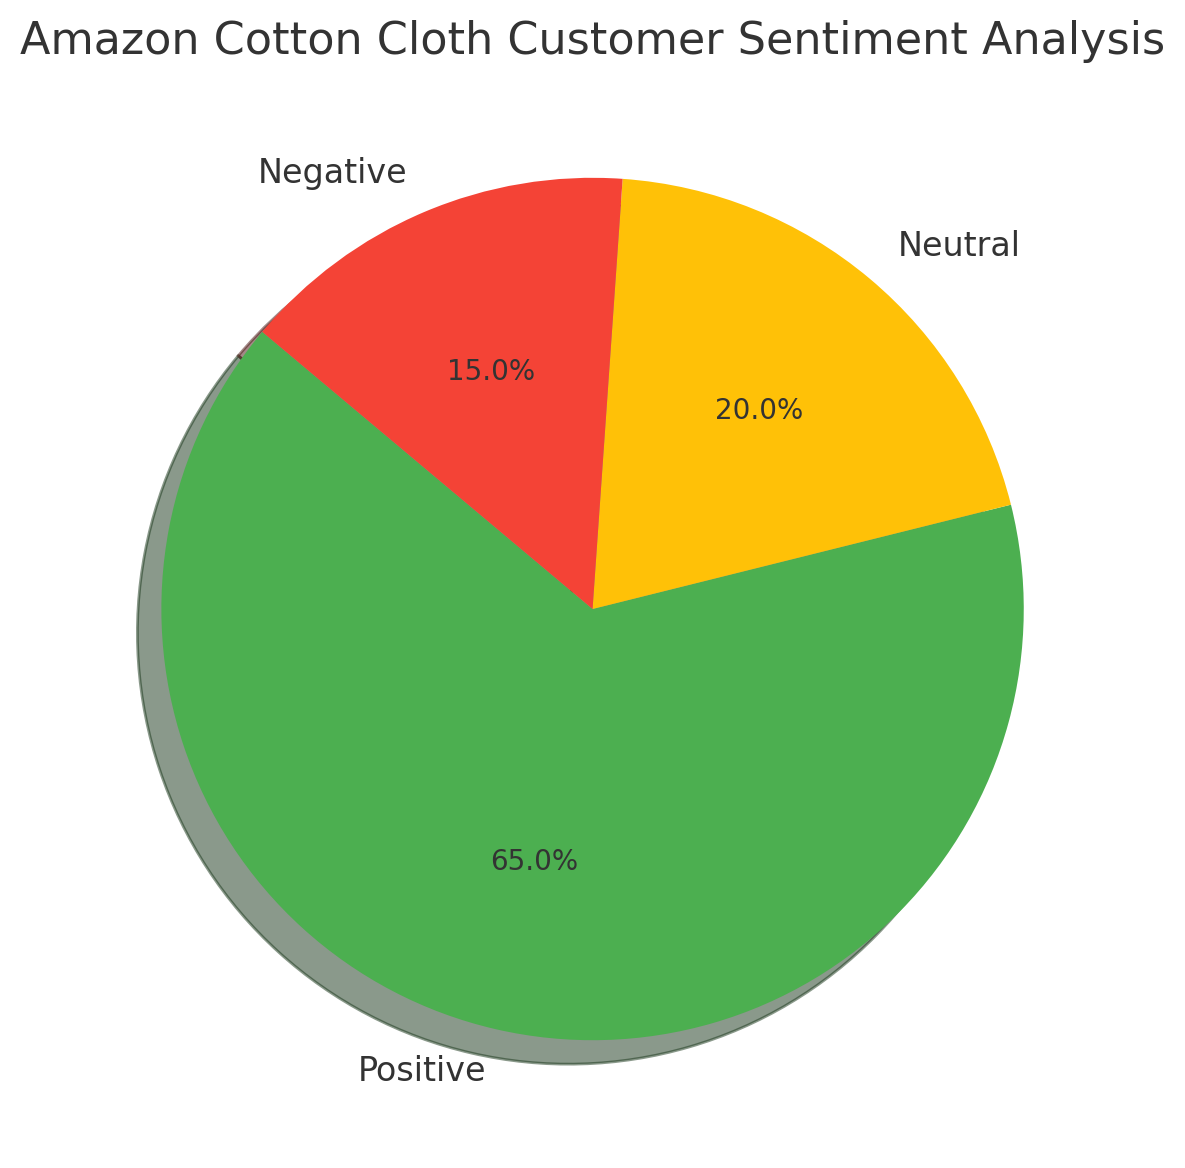 Amazon Cotton Cloth Customer Sentiment Analysis
Negative
Neutral
15.0%
20.0%
65.0%
Positive